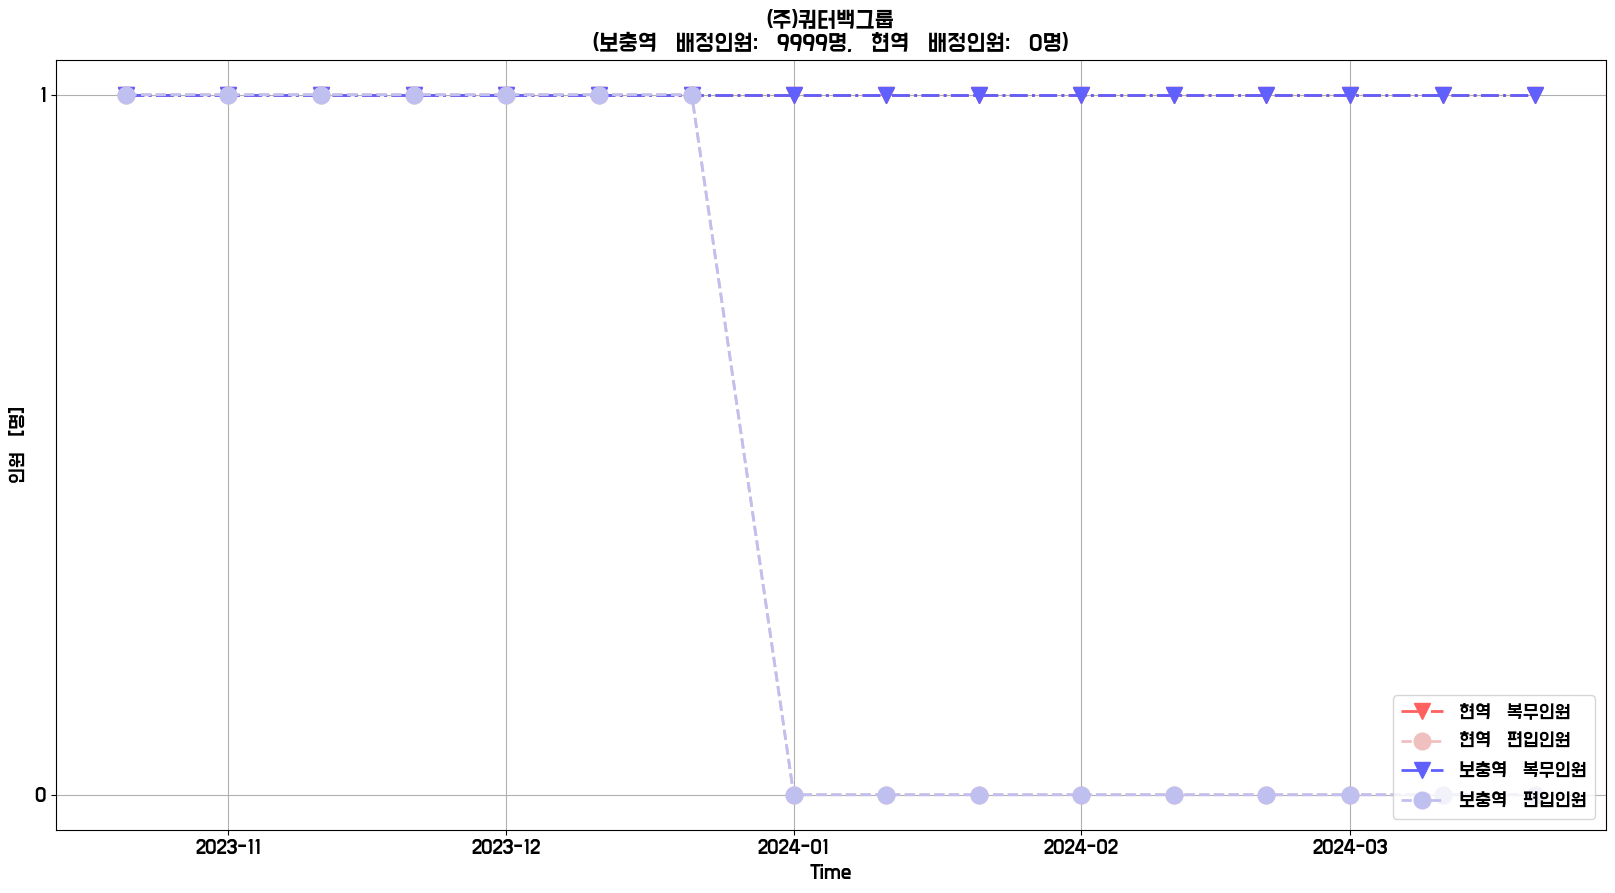 (주)쿼터백그룹
(보충역 배정인원: 9999명, 현역 배정인원: 0명)
1
0
인원 [명]
2023-11
2023-12
2024-01
2024-02
2024-03
Time
현역 복무인원
현역 편입인원
보충역 복무인원
보충역 편입인원